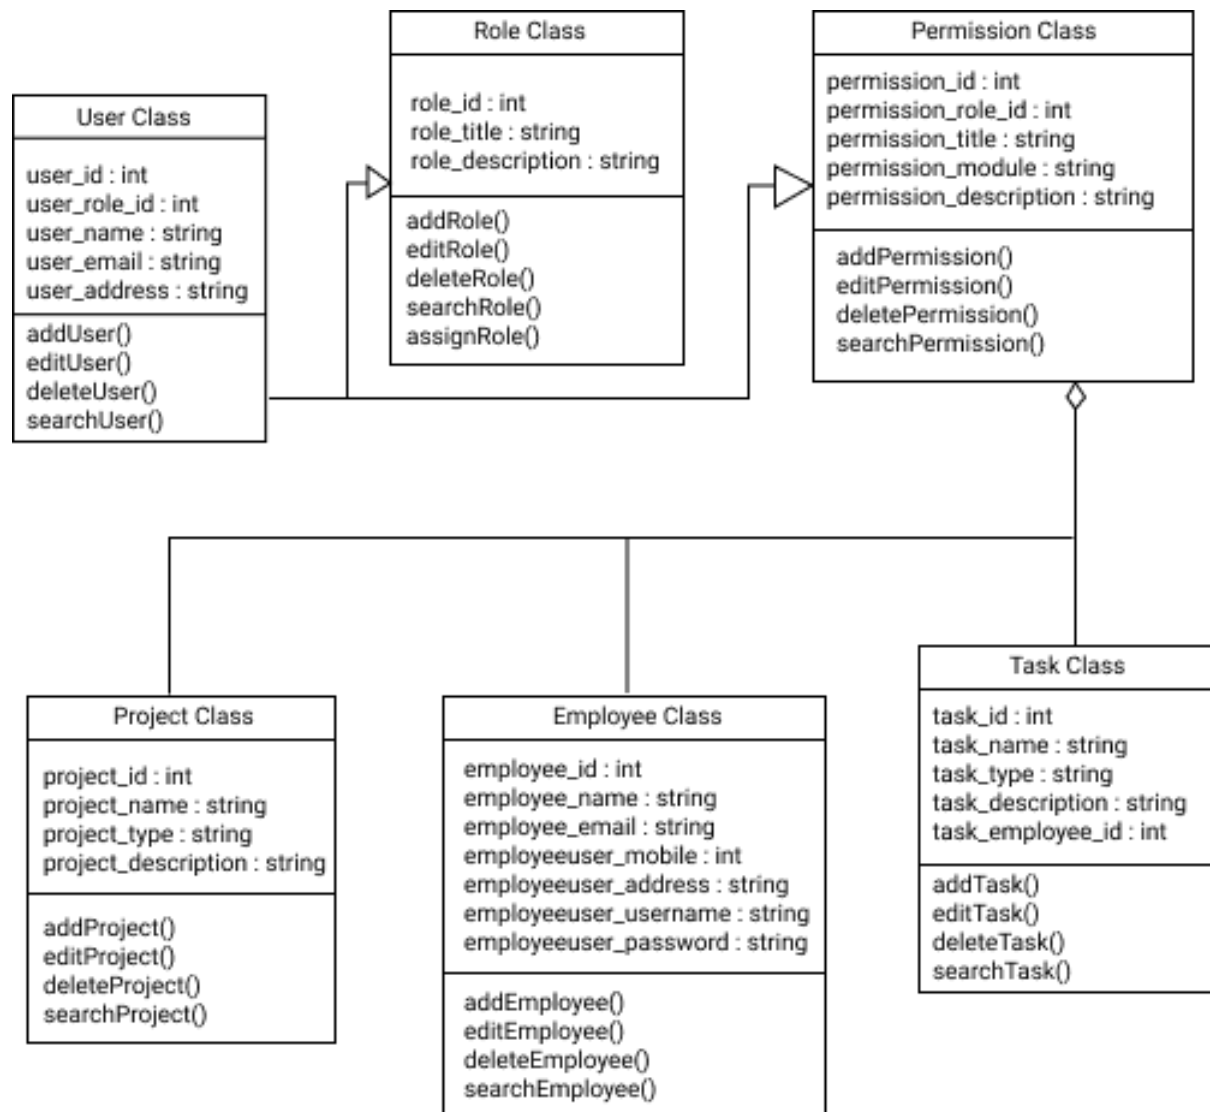 User Class
user_id : int
user_role_id : int
user_name : string
user_email : string
user_address : string
addUser()
editUser()
deleteUser()
searchUser()
Role Class
role_id : int
role_title : string
role_description : string
addRole()
editRole()
deleteRole()
searchRole()
assignRole()
Permission Class
permission_id : int
permission_role_id : int
permission_title : string
permission_module : string
permission_description : string
addPermission()
editPermission()
deletePermission()
searchPermission()
Project Class
project_id : int
project_name : string
project_type : string
project_description : string
addProject()
editProject()
deleteProject()
searchProject()
Employee Class
employee_id : int
employee_name : string
employee_email : string
employeeuser_mobile : int
employeeuser_address : string
employeeuser_username : string
employeeuser_password : string
addEmployee()
editEmployee()
deleteEmployee()
searchEmployee()
Task Class
task_id : int
task_name : string
task_type : string
task_description : string
task_employee_id : int
addTask()
editTask()
deleteTask()
searchTask()